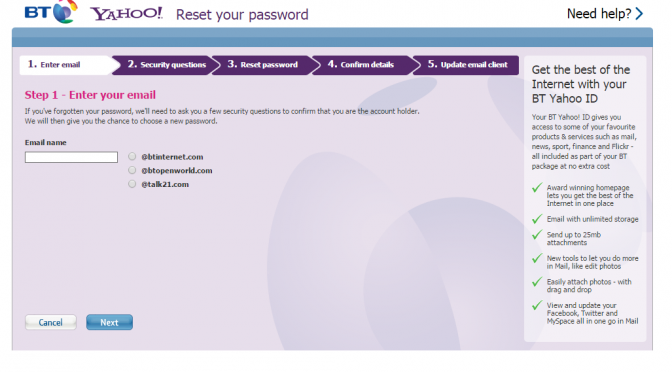 BT YAHOO! Reset your password
Need help?
1. Enter email 2. Security questions 3. Reset password 4. Confirm details 5. Update email client
Step 1 - Enter your email
If you've forgotten your password, we'll need to ask you a few security questions to confirm that you are the account holder.
We will then give you the chance to choose a new password.
Email name
@btinternet.com
@btopenworld.com
@talk21.com
Cancel Next
Get the best of the
Internet with your
BT Yahoo ID
Your BT Yahoo! ID gives you
access to some of your favourite
products & services such as mail,
news, sport, finance and Flickr -
all included as part of your BT
package at no extra cost
Award winning homepage
lets you get the best of the
Internet in one place
Email with unlimited storage
Send up to 25mb
attachments
New tools to let you do more
in Mail, like edit photos
Easily attach photos - with
drag and drop
View and update your
Facebook, Twitter and
MySpace all in one go in Mail